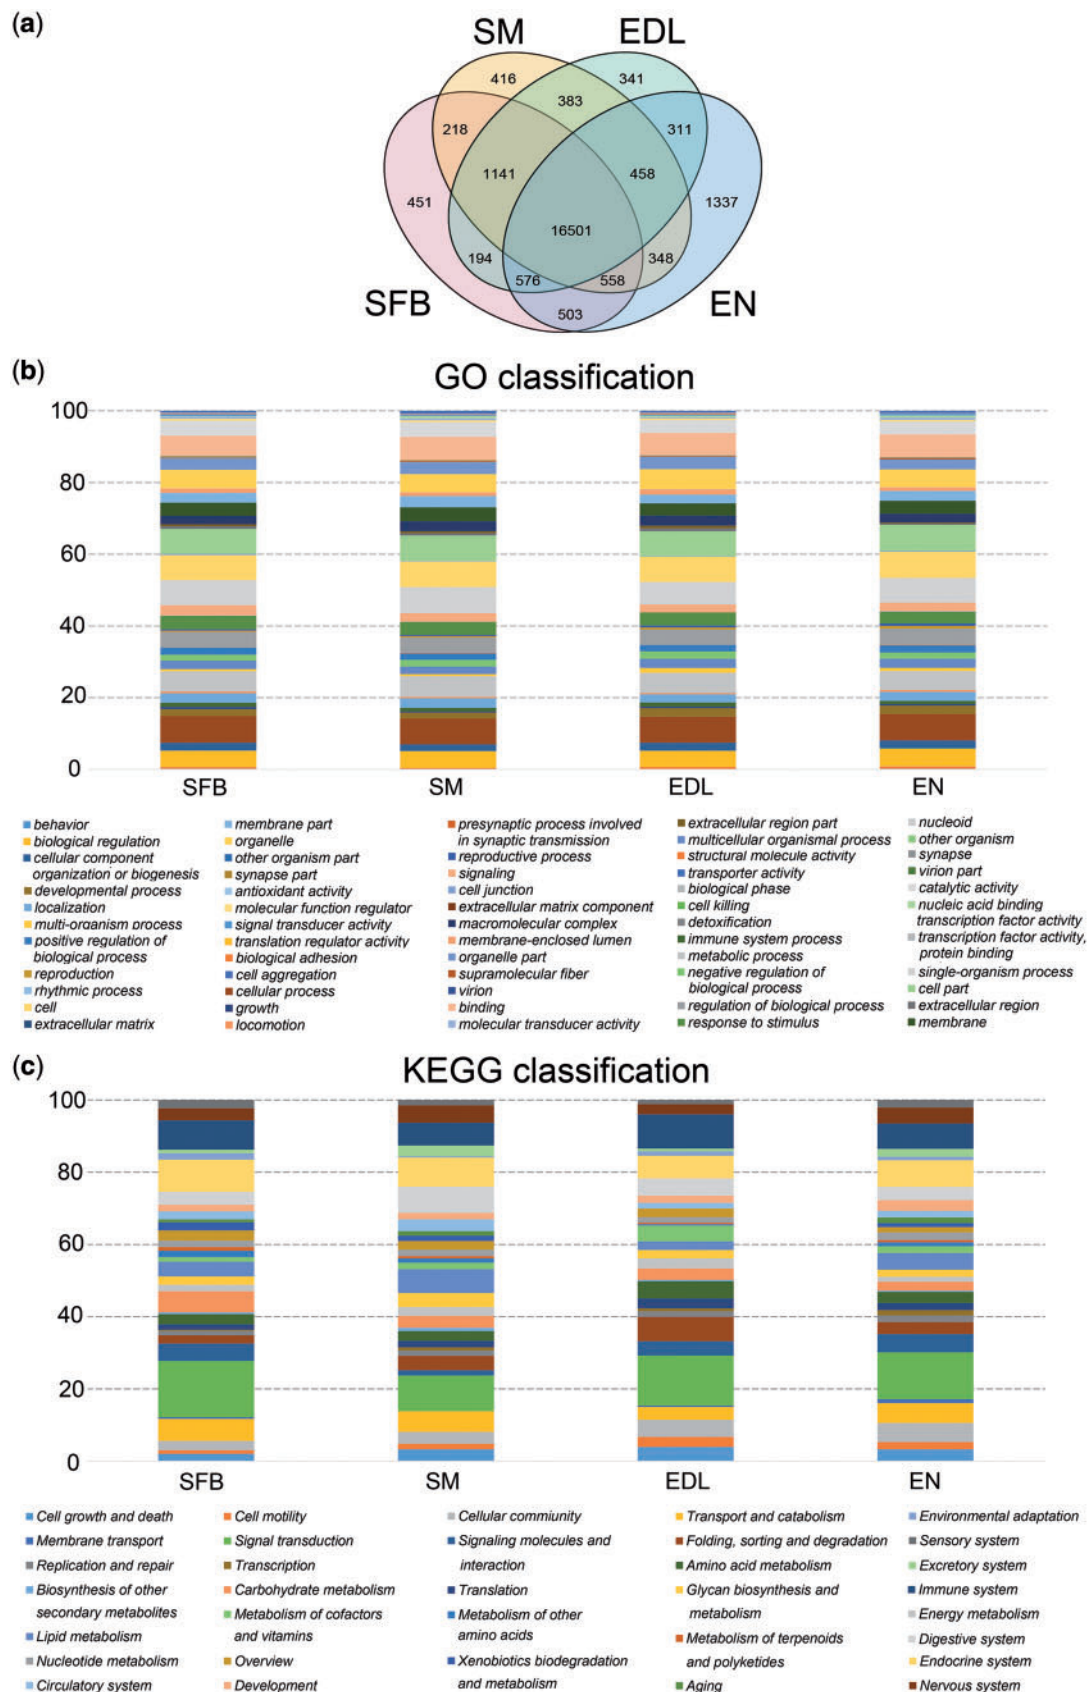 (a)
SM
EDL
416
341
383
218
311
1141
458
451
1337
16501
194
348
576
558
SFB
EN
503
(b)
GO classification
100
80
60
40
20
0
SFB
SM
EDL
EN
behavior
biological regulation
cellular component
organization or biogenesis
developmental process
localization
multi-organism process
positive regulation of
biological process
reproduction
rhythmic process
cell
extracellular matrix
membrane part
organelle
other organism part
synapse part
antioxidant activity
molecular function regulator
signal transducer activity
translation regulator activity
biological adhesion
cell aggregation
cellular process
growth
locomotion
presynaptic process involved
in synaptic transmission
reproductive process
signaling
cell junction
extracellular matrix component
macromolecular complex
membrane-enclosed lumen
organelle part
supramolecular fiber
virion
binding
molecular transducer activity
extracellular region part
multicellular organismal process
structural molecule activity
transporter activity
biological phase
cell killing
detoxification
immune system process
metabolic process
negative regulation of
biological process
regulation of biological process
response to stimulus
nucleoid
other organism
synapse
virion part
catalytic activity
nucleic acid binding
transcription factor activity
transcription factor activity,
protein binding
single-organism process
cell part
extracellular region
membrane
(c)
KEGG classification
100
80
60
40
20
0
SFB
SM
EDL
EN
Cell growth and death
Membrane transport
Replication and repair
Biosynthesis of other
secondary metabolites
Lipid metabolism
Nucleotide metabolism
Circulatory system
Cell motility
Signal transduction
Transcription
Carbohydrate metabolism
Metabolism of cofactors
and vitamins
Overview
Development
Cellular commiunity
Signaling molecules and
interaction
Translation
Metabolism of other
amino acids
Xenobiotics biodegradation
and metabolism
Transport and catabolism
Folding, sorting and degradation
Amino acid metabolism
Glycan biosynthesis and
metabolism
Metabolism of terpenoids
and polyketides
Aging
Environmental adaptation
Sensory system
Excretory system
Immune system
Energy metabolism
Digestive system
Endocrine system
Nervous system